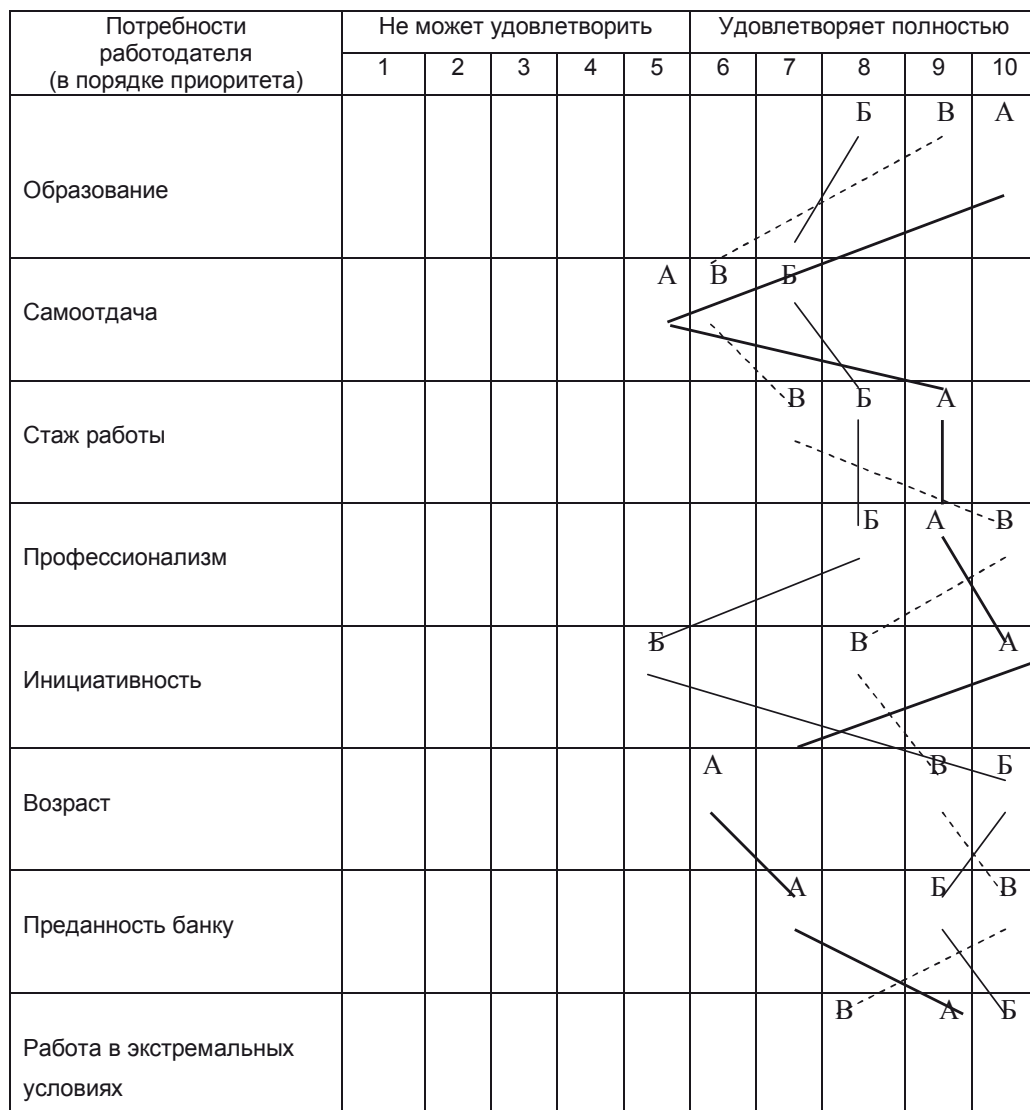 Потребности
работодателя
(в порядке приоритета)
Не может удовлетворить
Удовлетворяет полностью
1 2 3 4 5 6 7 8 9 10
Б В А
Образование
А В Б
Самоотдача
В Б А
Стаж работы
Б А В
Профессионализм
Б В А
Инициативность
А В Б
Возраст
А Б В
Преданность банку
В А Б
Работа в экстремальных
условиях